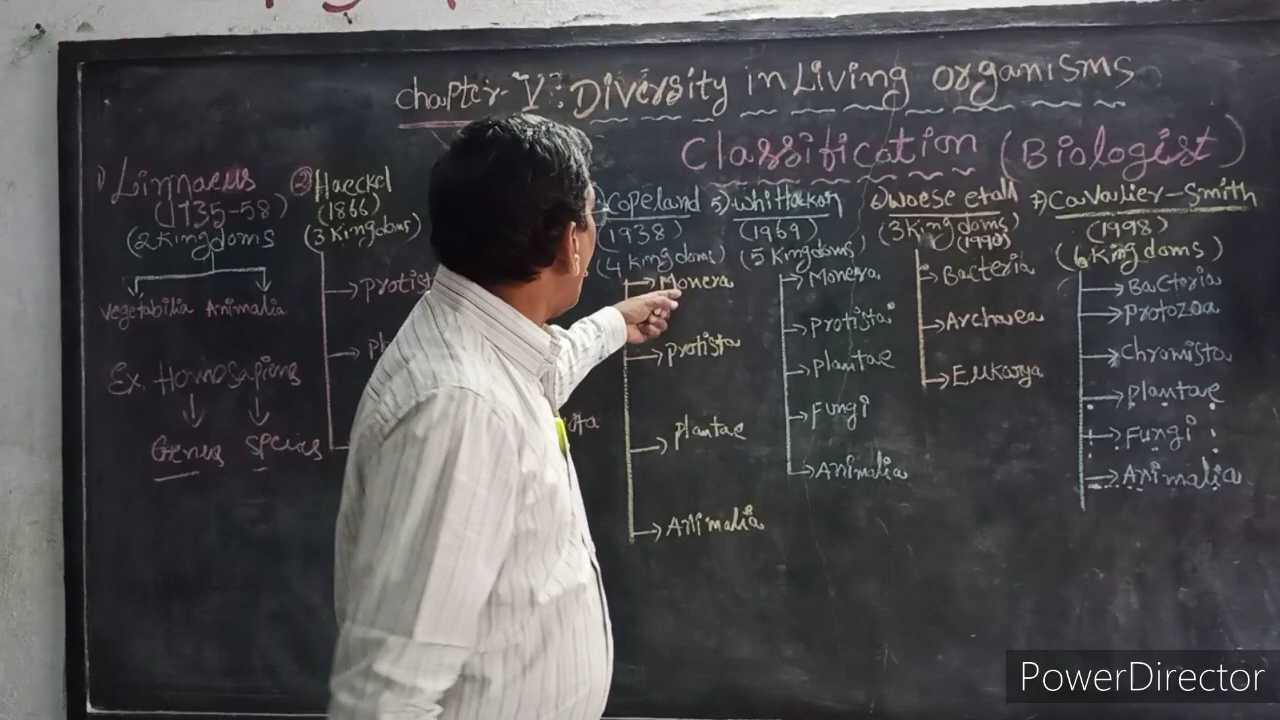 Chapter-V: Diversity in Living organisms
Classification (Biologist)
1) Linnaeus
(1735-58)
(2 kingdoms
vegetabilia Animalia
Ex. Homosapiens
Genus Species
2) Haeckel
(1866)
(3 kingdoms)
Copeland
(1938)
(4 kingdoms)
Monera
Protista
plantae
Animalia
5) Whittaker
(1969)
(5 kingdoms)
Monera
Protista
plantae
Fungi
Animalia
6) Woese etall
(3 kingdoms)
(1990)
Bacteria
Archaea
Eukarya
7) Cavalier-Smith
(1998)
(6 kingdoms)
Bacteria
Protozoa
Chromista
plantae
Fungi
Animalia
PowerDirector